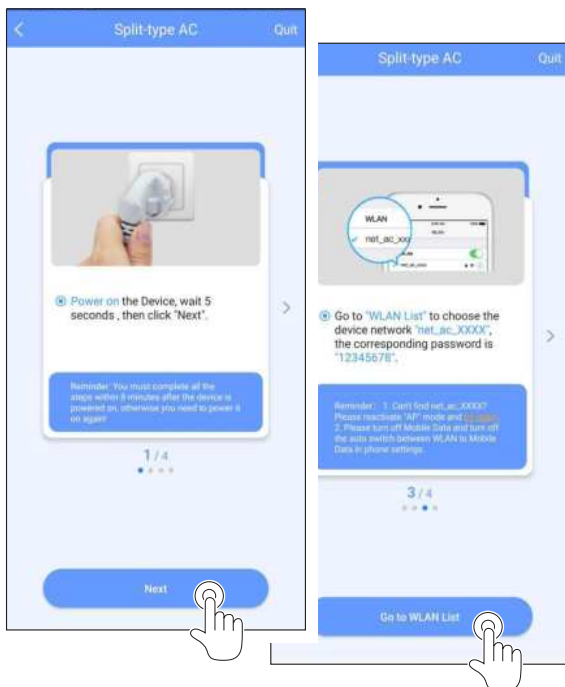 Split-type AC Quit
Power on the Device, wait 5
seconds , then click "Next".
Reminder: You must complete all the
steps within 8 minutes after the device is
powered on, otherwise you need to power it
on again!
1 / 4
Next
Split-type AC Quit
WLAN
net_ac_xxx
WLAN
Go to "WLAN List" to choose the
device network "net_ac_XXXX",
the corresponding password is
"12345678".
Reminder: 1. Can't find net_ac_XXXX?
Please reactivate "AP" mode and
2. Please turn off Mobile Data and turn off
the auto switch between WLAN to Mobile
Data in phone settings.
3 / 4
Go to WLAN List